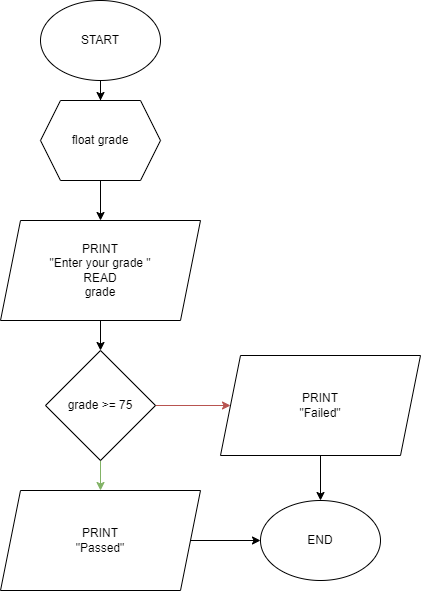 START
float grade
PRINT
"Enter your grade "
READ
grade
grade >= 75
PRINT
"Failed"
PRINT
"Passed"
END